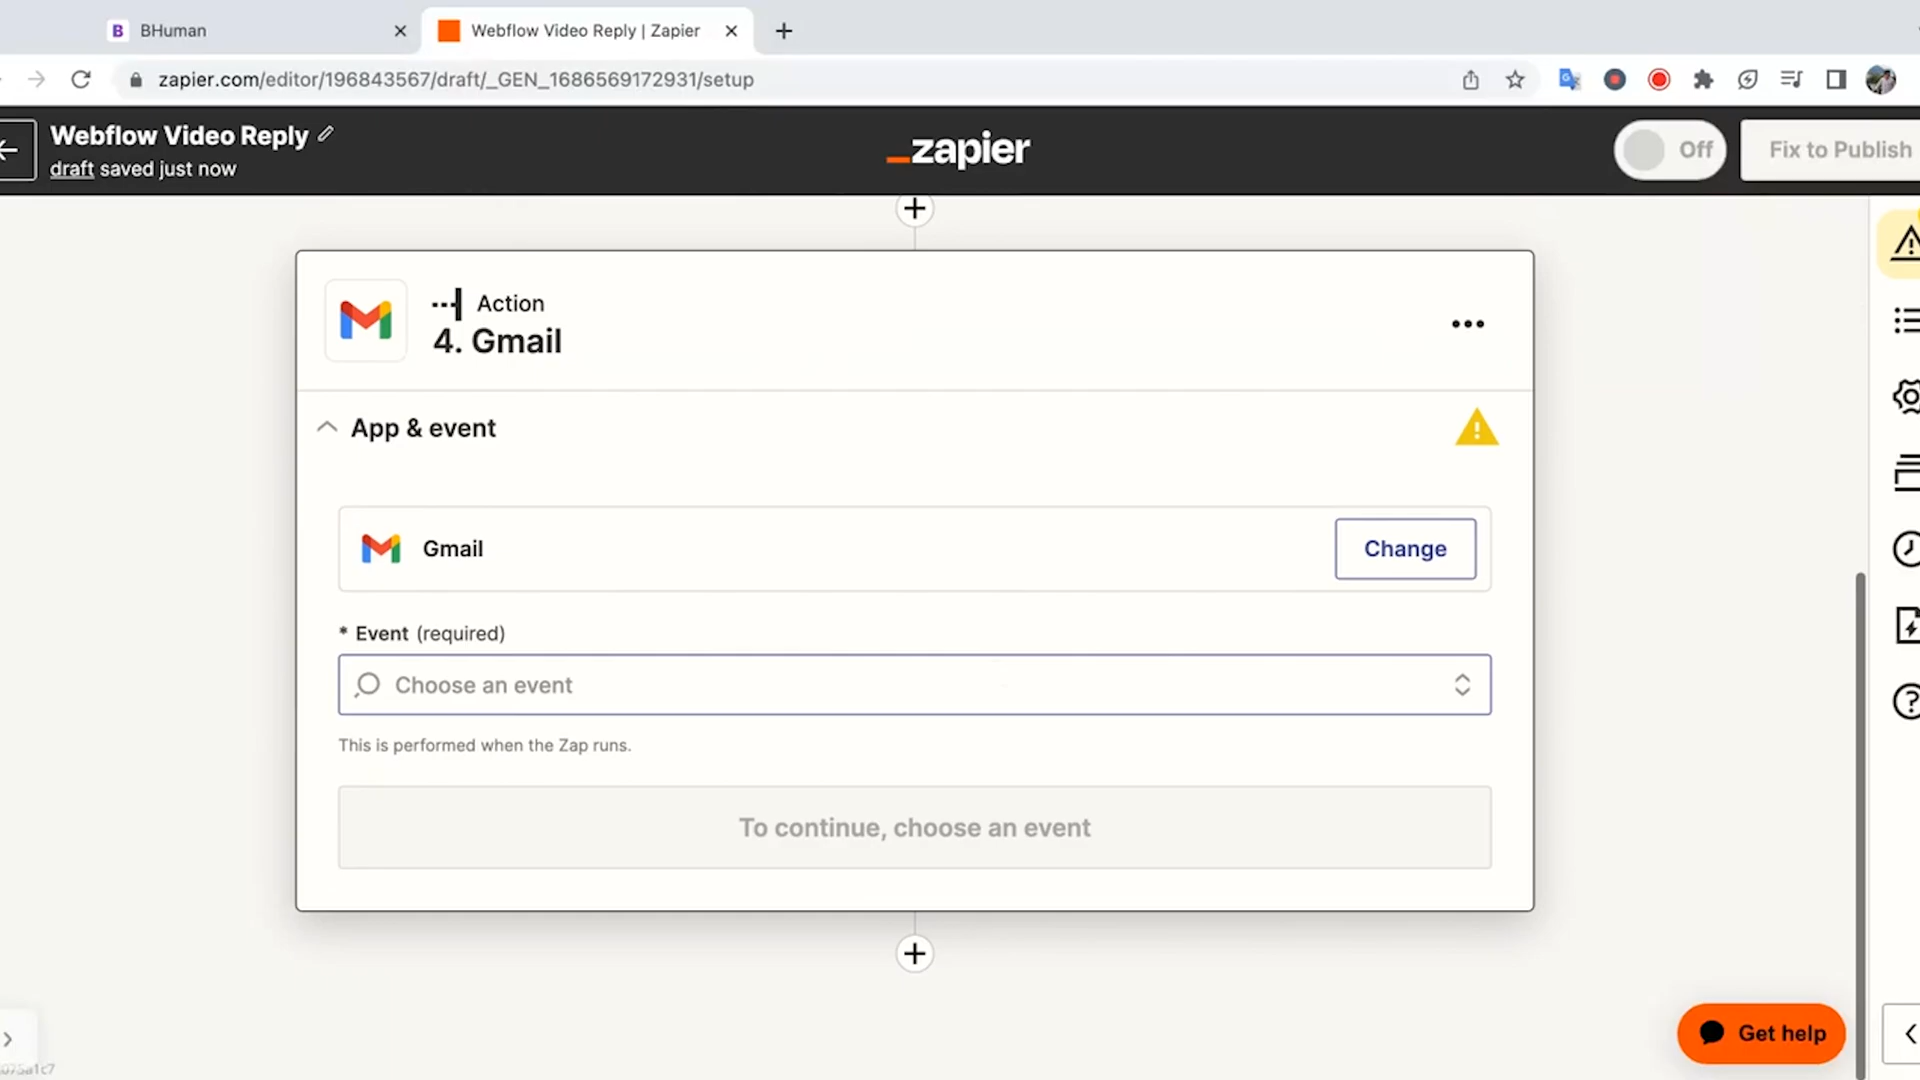 B BHuman
Webflow Video Reply | Zapier
zapier.com/editor/196843567/draft/_GEN_1686569172931/setup
Webflow Video Reply
draft saved just now
_zapier
Off
Fix to Publish
Action
4. Gmail
App & event
Gmail
Change
* Event (required)
Choose an event
This is performed when the Zap runs.
To continue, choose an event
Get help